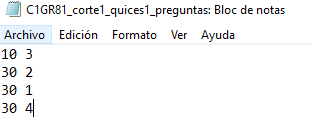 C1GR81_corte1_quices1_preguntas: Bloc de notas
Archivo Edición Formato Ver Ayuda
10 3
30 2
30 1
30 4